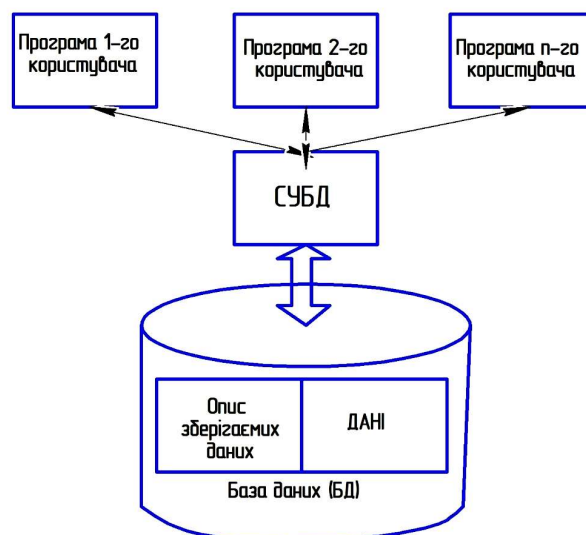 Програма 1-го
користувача
Програма 2-го
користувача
Програма n-го
користувача
СУБД
Опис
зберігаємих
даних
ДАНІ
База даних (БД)